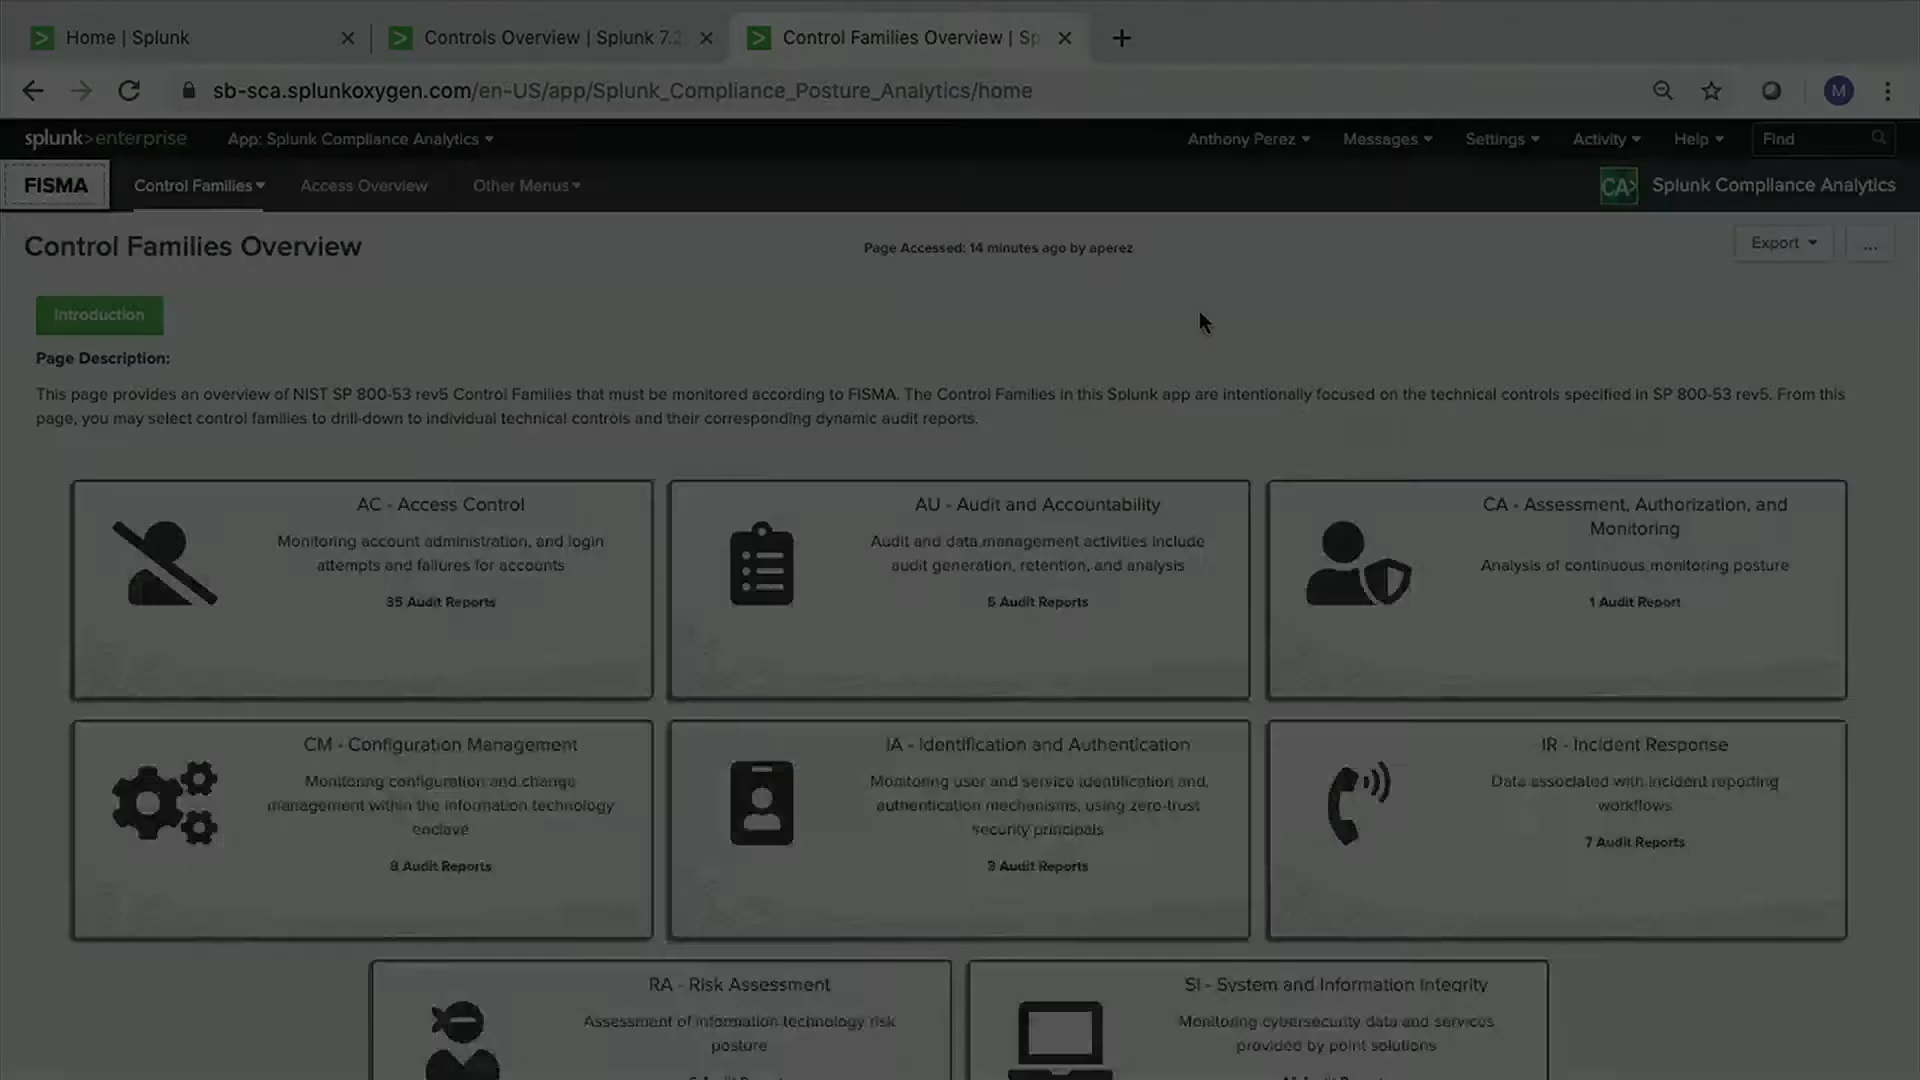 Home | Splunk
Controls Overview | Splunk 7.2.
Control Families Overview | Sp
sb-sca.splunkoxygen.com/en-US/app/Splunk_Compliance_Posture_Analytics/home
M
splunk>enterprise
App: Splunk Compliance Analytics
Anthony Perez
Messages
Settings
Activity
Help
Find
FISMA
Control Families
Access Overview
Other Menus
CA>
Splunk Compliance Analytics
Control Families Overview
Page Accessed: 14 minutes ago by aperez
Export
...
Introduction
Page Description:
This page provides an overview of NIST SP 800-53 rev5 Control Families that must be monitored according to FISMA. The Control Families in this Splunk app are intentionally focused on the technical controls specified in SP 800-53 rev5. From this
page, you may select control families to drill-down to individual technical controls and their corresponding dynamic audit reports.
AC - Access Control
Monitoring account administration, and login
attempts and failures for accounts
35 Audit Reports
AU - Audit and Accountability
Audit and data management activities include
audit generation, retention, and analysis
5 Audit Reports
CA - Assessment, Authorization, and
Monitoring
Analysis of continuous monitoring posture
1 Audit Report
CM - Configuration Management
Monitoring configuration and change
management within the information technology
enclave
8 Audit Reports
IA - Identification and Authentication
Monitoring user and service identification and
authentication mechanisms, using zero-trust
security principals
3 Audit Reports
IR - Incident Response
Data associated with incident reporting
workflows
7 Audit Reports
RA - Risk Assessment
Assessment of information technology risk
posture
SI - System and Information Integrity
Monitoring cybersecurity data and services
provided by point solutions